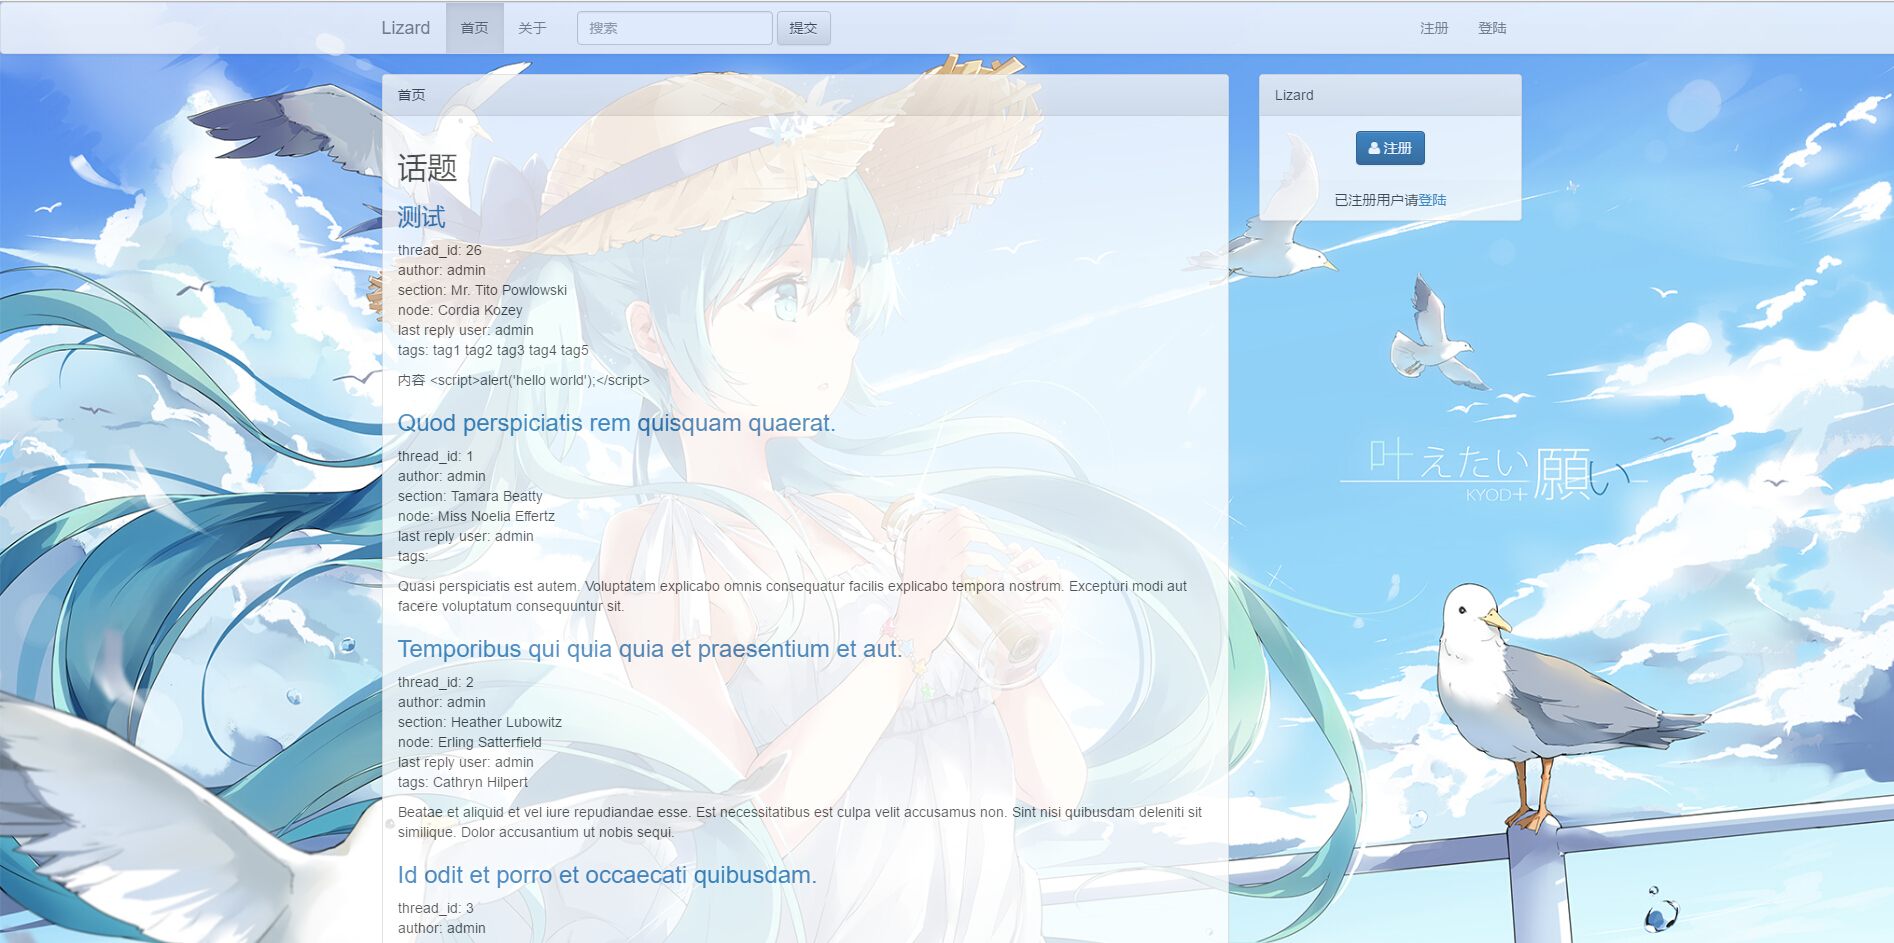 Lizard 首页 关于 搜索 提交 注册 登陆
首页
话题
测试
thread_id: 26
author: admin
section: Mr. Tito Powlowski
node: Cordia Kozey
last reply user: admin
tags: tag1 tag2 tag3 tag4 tag5
内容 <script>alert('hello world');</script>
Quod perspiciatis rem quisquam quaerat.
thread_id: 1
author: admin
section: Tamara Beatty
node: Miss Noelia Effertz
last reply user: admin
tags:
Quasi perspiciatis est autem. Voluptatem explicabo omnis consequatur facilis explicabo tempora nostrum. Excepturi modi aut
facere voluptatum consequuntur sit.
Temporibus qui quia quia et praesentium et aut.
thread_id: 2
author: admin
section: Heather Lubowitz
node: Erling Satterfield
last reply user: admin
tags: Cathryn Hilpert
Beatae et aliquid et vel iure repudiandae esse. Est necessitatibus est culpa velit accusamus non. Sint nisi quibusdam deleniti sit
similique. Dolor accusantium ut nobis sequi.
Id odit et porro et occaecati quibusdam.
thread_id: 3
author: admin
Lizard
注册
已注册用户请登陆
叶えたい願い
KYOD+